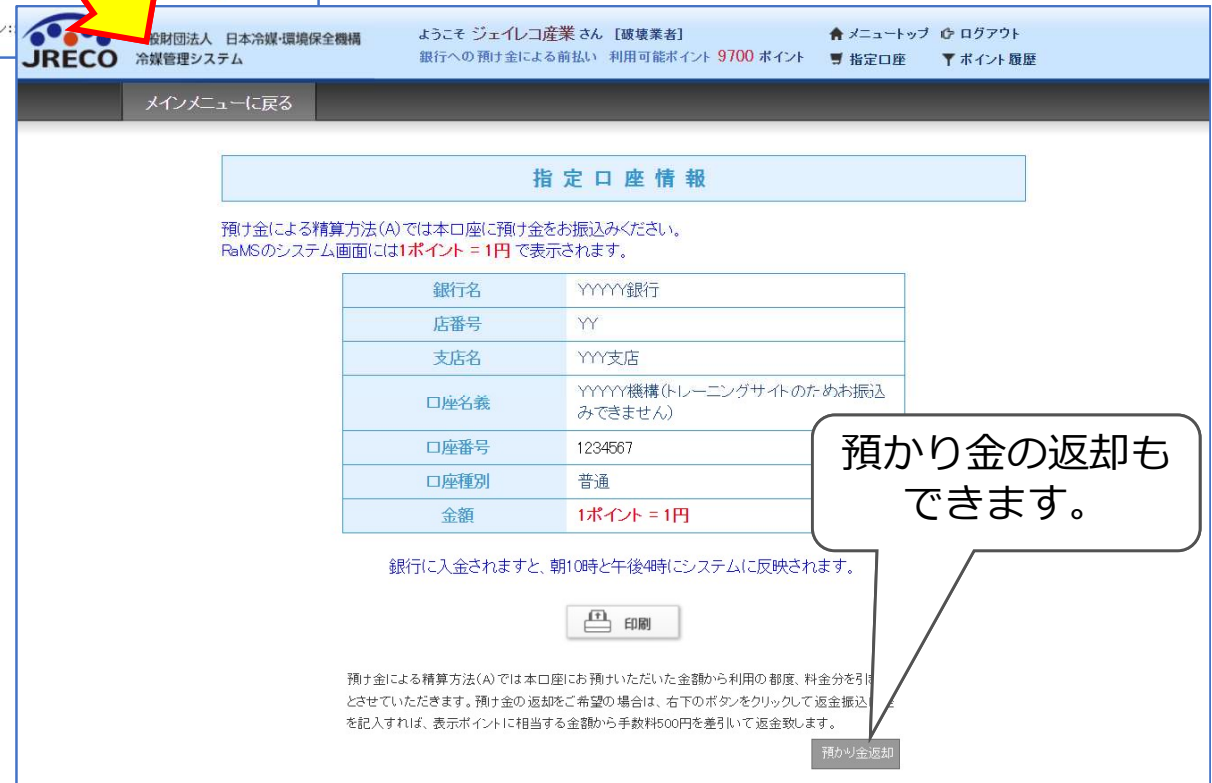 ン:
JRECO
般財団法人 日本冷媒・環境保全機構
冷媒管理システム
ようこそ ジェイレコ産業 さん [破壊業者]
銀行への預け金による前払い 利用可能ポイント 9700 ポイント
メニュートップ ログアウト
指定口座 ポイント履歴
メインメニューに戻る
指定口座情報
預け金による精算方法(A)では本口座に預け金をお振込みください。
RaMSのシステム画面には1ポイント = 1円 で表示されます。
銀行名 YYYYY銀行
店番号 YY
支店名 YYY支店
口座名義 YYYYY機構(トレーニングサイトのためお振込
みできません)
口座番号 1234567
口座種別 普通
金額 1ポイント = 1円
預かり金の返却も
できます。
銀行に入金されますと、朝10時と午後4時にシステムに反映されます。
印刷
預け金による精算方法(A)では本口座にお預けいただいた金額から利用の都度、料金分を引
とさせていただきます。預け金の返却をご希望の場合は、右下のボタンをクリックして返金振込
を記入すれば、表示ポイントに相当する金額から手数料500円を差引いて返金致します。
預かり金返却